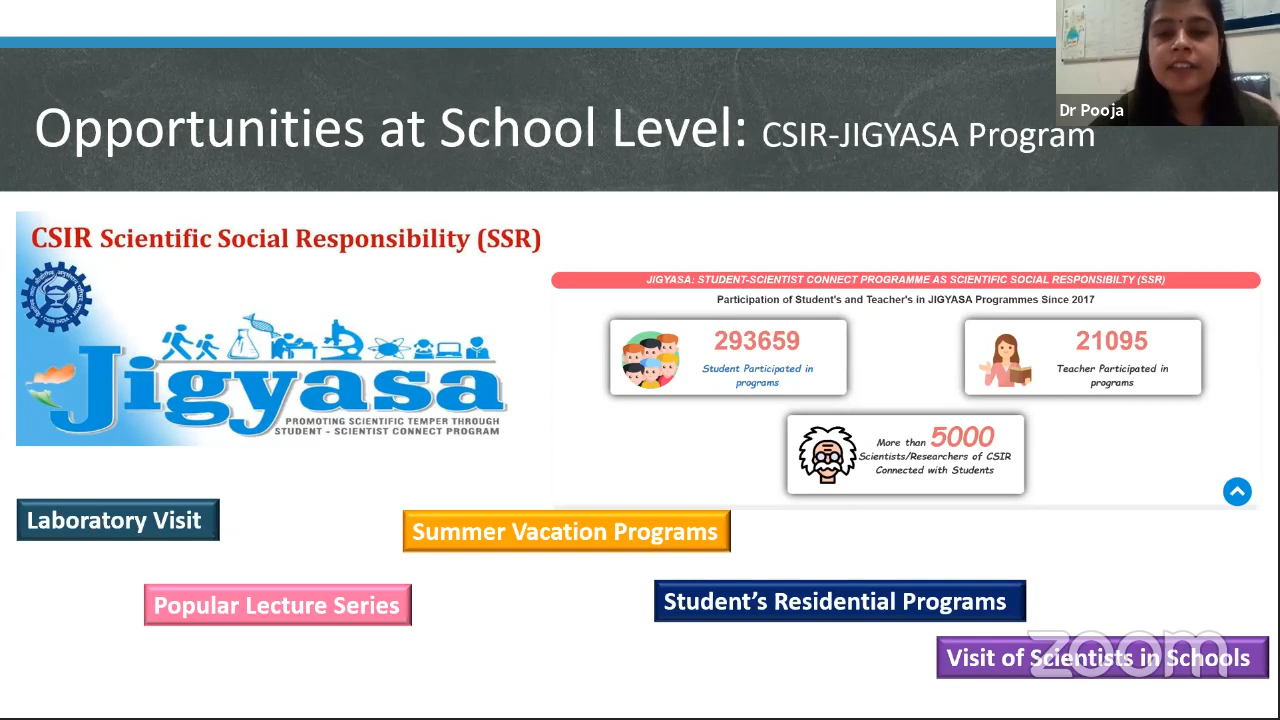 Dr Pooja
Opportunities at School Level: CSIR-JIGYASA Program
CSIR Scientific Social Responsibility (SSR)
Jigyasa
PROMOTING SCIENTIFIC TEMPER THROUGH
STUDENT - SCIENTIST CONNECT PROGRAM
JIGYASA: STUDENT-SCIENTIST CONNECT PROGRAMME AS SCIENTIFIC SOCIAL RESPONSIBILTY (SSR)
Participation of Student's and Teacher's in JIGYASA Programmes Since 2017
293659
Student Participated in
programs
21095
Teacher Participated in
programs
More than 5000
Scientists/Researchers of CSIR
Connected with Students
Laboratory Visit
Summer Vacation Programs
Popular Lecture Series
Student’s Residential Programs
Visit of Scientists in Schools
zoom